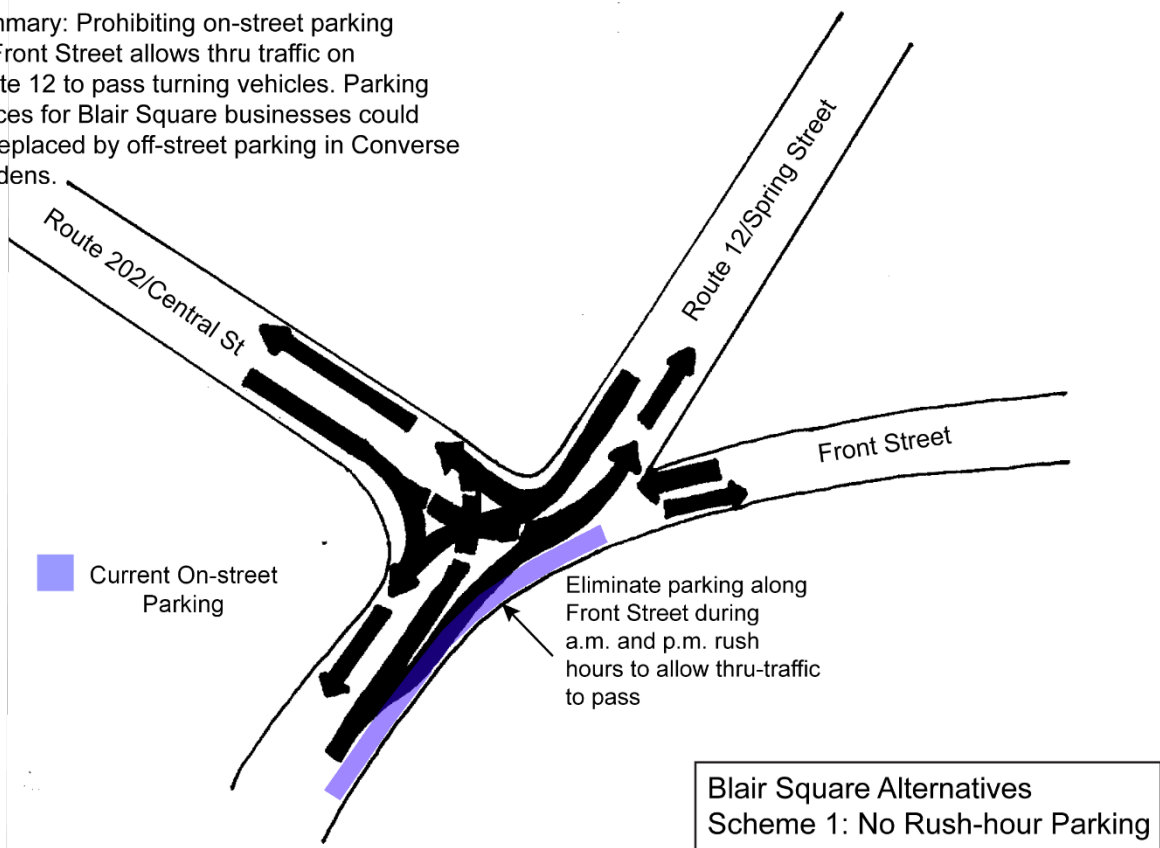 nmary: Prohibiting on-street parking
Front Street allows thru traffic on
te 12 to pass turning vehicles. Parking
ces for Blair Square businesses could
eplaced by off-street parking in Converse
dens.
Route 202/Central St
Route 12/Spring Street
Front Street
Current On-street
Parking
Eliminate parking along
Front Street during
a.m. and p.m. rush
hours to allow thru-traffic
to pass
Blair Square Alternatives
Scheme 1: No Rush-hour Parking